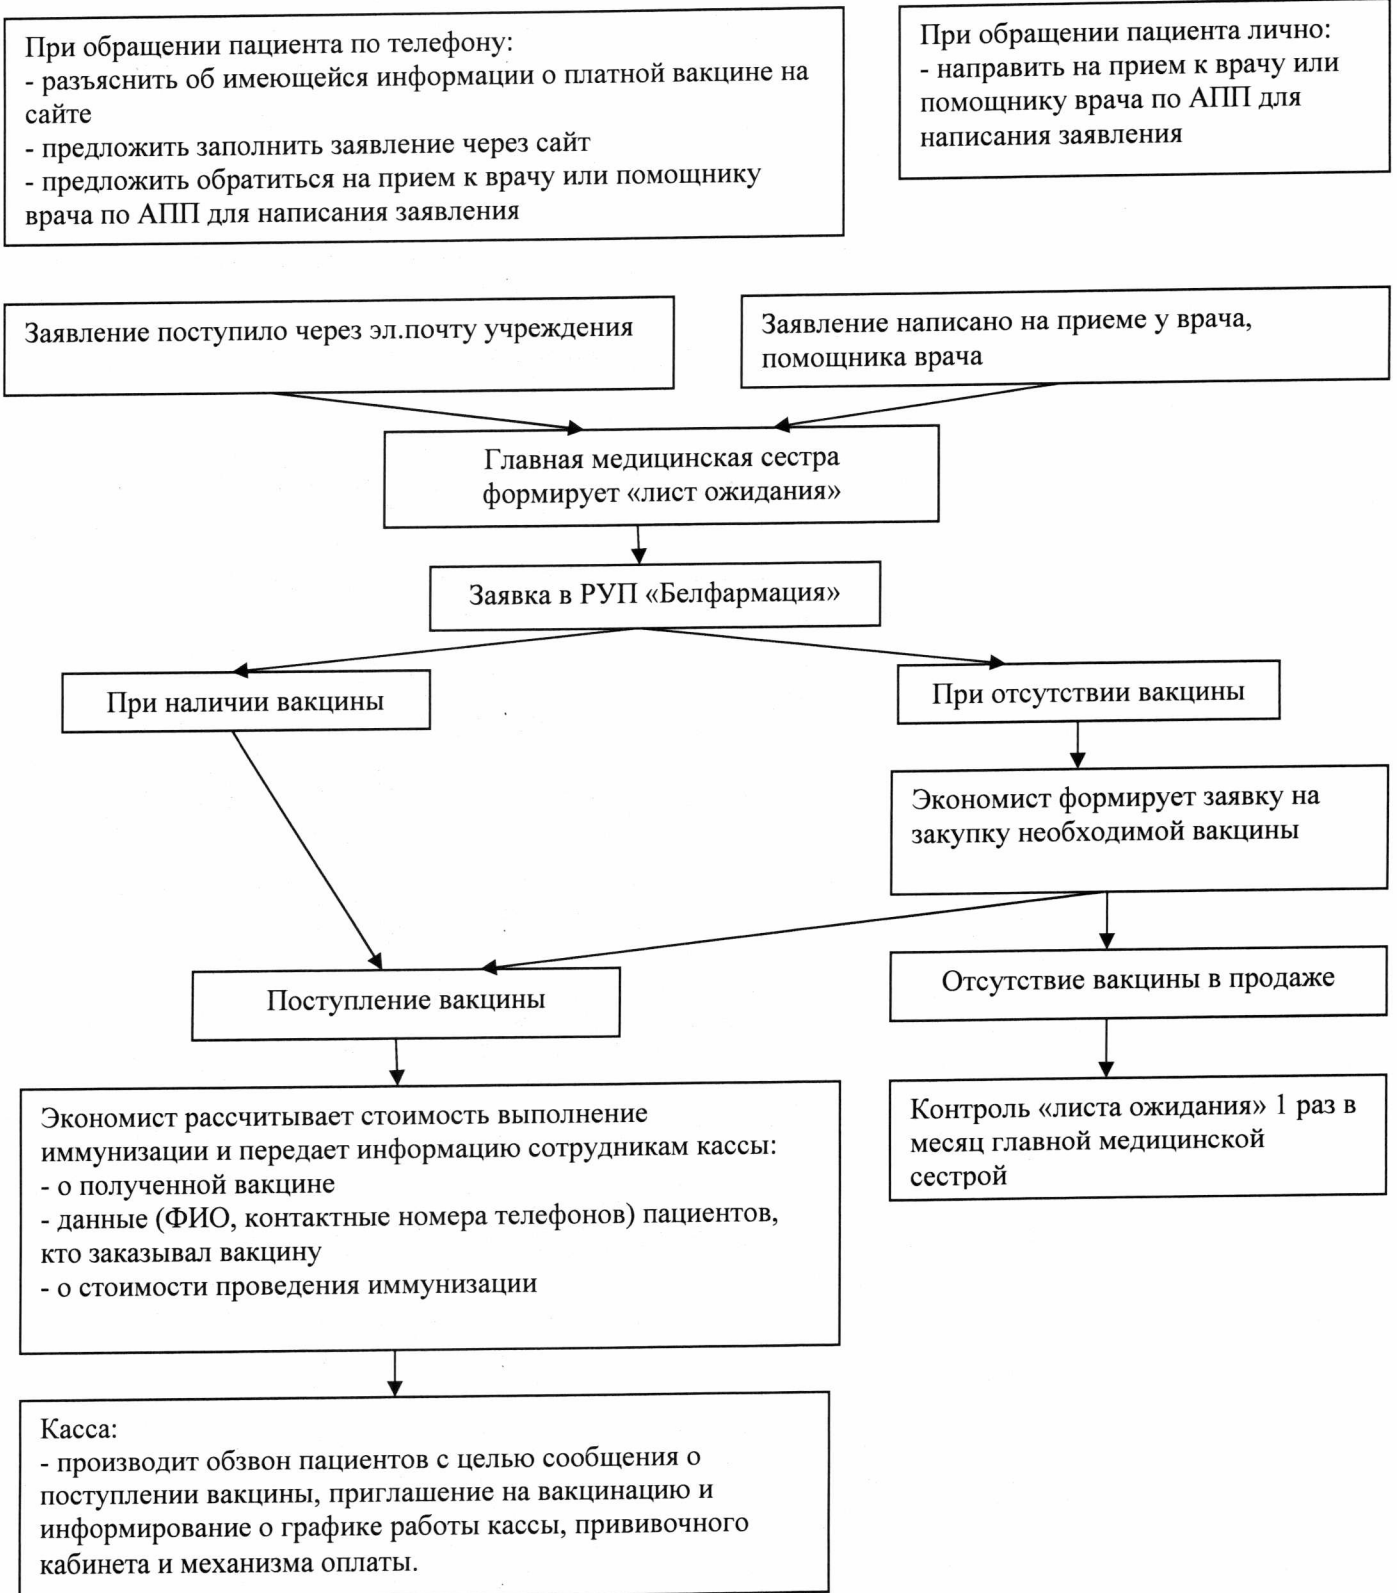 При обращении пациента по телефону:
- разъяснить об имеющейся информации о платной вакцине на
сайте
- предложить заполнить заявление через сайт
- предложить обратиться на прием к врачу или помощнику
врача по АПП для написания заявления
При обращении пациента лично:
- направить на прием к врачу или
помощнику врача по АПП для
написания заявления
Заявление поступило через эл.почту учреждения
Заявление написано на приеме у врача,
помощника врача
Главная медицинская сестра
формирует «лист ожидания»
Заявка в РУП «Белфармация»
При наличии вакцины
При отсутствии вакцины
Экономист формирует заявку на
закупку необходимой вакцины
Поступление вакцины
Отсутствие вакцины в продаже
Экономист рассчитывает стоимость выполнение
иммунизации и передает информацию сотрудникам кассы:
- о полученной вакцине
- данные (ФИО, контактные номера телефонов) пациентов,
кто заказывал вакцину
- о стоимости проведения иммунизации
Контроль «листа ожидания» 1 раз в
месяц главной медицинской
сестрой
Касса:
- производит обзвон пациентов с целью сообщения о
поступлении вакцины, приглашение на вакцинацию и
информирование о графике работы кассы, прививочного
кабинета и механизма оплаты.